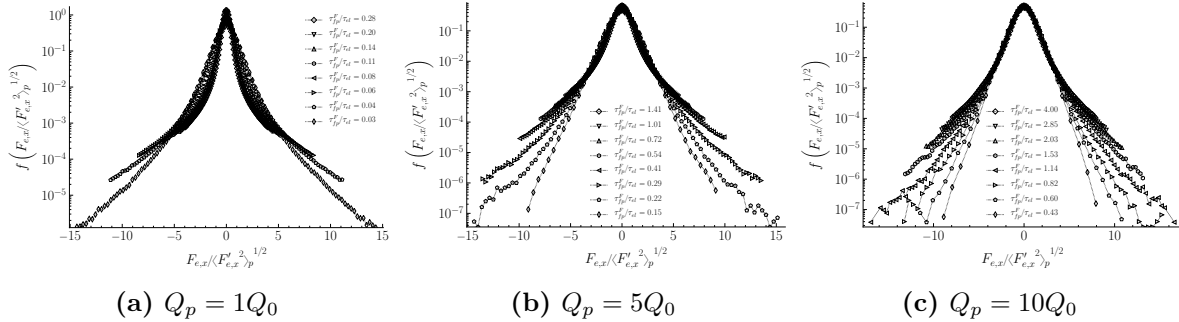 10^0
10^{-1}
10^{-2}
10^{-3}
10^{-4}
10^{-5}
f ( F_{e,x}/⟨F'_{e,x}^2⟩_p^{1/2} )
τ^F_{fp}/τ_{el} = 0.28
τ^F_{fp}/τ_{el} = 0.20
τ^F_{fp}/τ_{el} = 0.14
τ^F_{fp}/τ_{el} = 0.11
τ^F_{fp}/τ_{el} = 0.08
τ^F_{fp}/τ_{el} = 0.06
τ^F_{fp}/τ_{el} = 0.04
τ^F_{fp}/τ_{el} = 0.03
−15 −10 −5 0 5 10 15
F_{e,x}/⟨F'_{e,x}^2⟩_p^{1/2}
(a) Q_p = 1Q_0
10^{-1}
10^{-2}
10^{-3}
10^{-4}
10^{-5}
10^{-6}
10^{-7}
f ( F_{e,x}/⟨F'_{e,x}^2⟩_p^{1/2} )
τ^F_{fp}/τ_{el} = 1.41
τ^F_{fp}/τ_{el} = 1.01
τ^F_{fp}/τ_{el} = 0.72
τ^F_{fp}/τ_{el} = 0.54
τ^F_{fp}/τ_{el} = 0.41
τ^F_{fp}/τ_{el} = 0.29
τ^F_{fp}/τ_{el} = 0.22
τ^F_{fp}/τ_{el} = 0.15
−15 −10 −5 0 5 10 15
F_{e,x}/⟨F'_{e,x}^2⟩_p^{1/2}
(b) Q_p = 5Q_0
10^{-1}
10^{-2}
10^{-3}
10^{-4}
10^{-5}
10^{-6}
10^{-7}
f ( F_{e,x}/⟨F'_{e,x}^2⟩_p^{1/2} )
τ^F_{fp}/τ_{el} = 4.00
τ^F_{fp}/τ_{el} = 2.85
τ^F_{fp}/τ_{el} = 2.03
τ^F_{fp}/τ_{el} = 1.53
τ^F_{fp}/τ_{el} = 1.14
τ^F_{fp}/τ_{el} = 0.82
τ^F_{fp}/τ_{el} = 0.60
τ^F_{fp}/τ_{el} = 0.43
−10 0 10
F_{e,x}/⟨F'_{e,x}^2⟩_p^{1/2}
(c) Q_p = 10Q_0